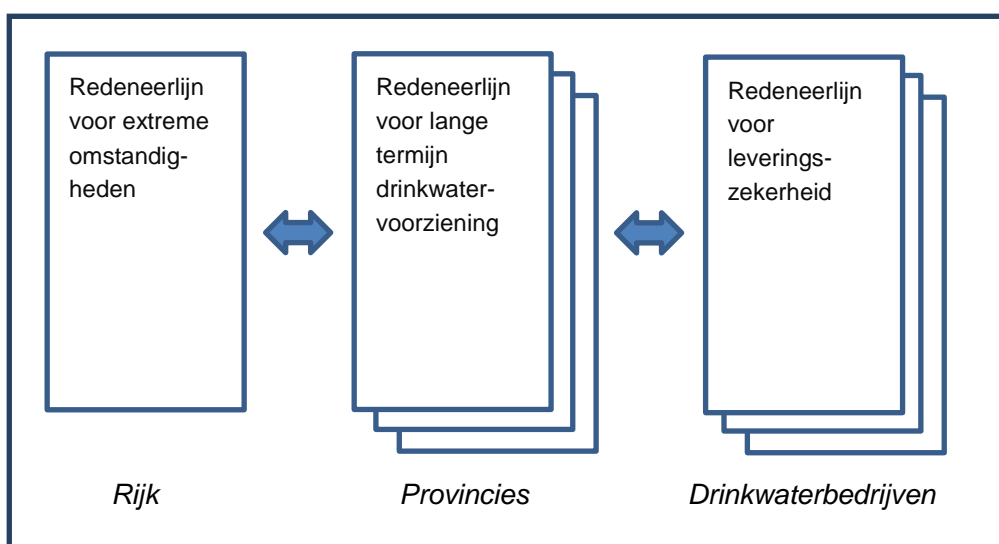 Redeneerlijn
voor extreme
omstandig-
heden
Redeneerlijn
voor lange
termijn
drinkwater-
voorziening
Redeneerlijn
voor
leverings-
zekerheid
Rijk
Provincies
Drinkwaterbedrijven